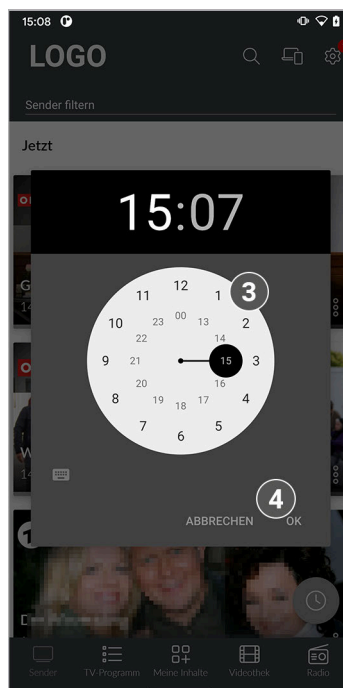 15:08
LOGO
Sender filtern
Jetzt
15:07
12
11
1
10
2
9
3
8
4
7
5
6
00
23
13
22
14
21
15
20
16
19
17
18
3
4
ABBRECHEN
OK
Sender
TV-Programm
Meine Inhalte
Videothek
Radio